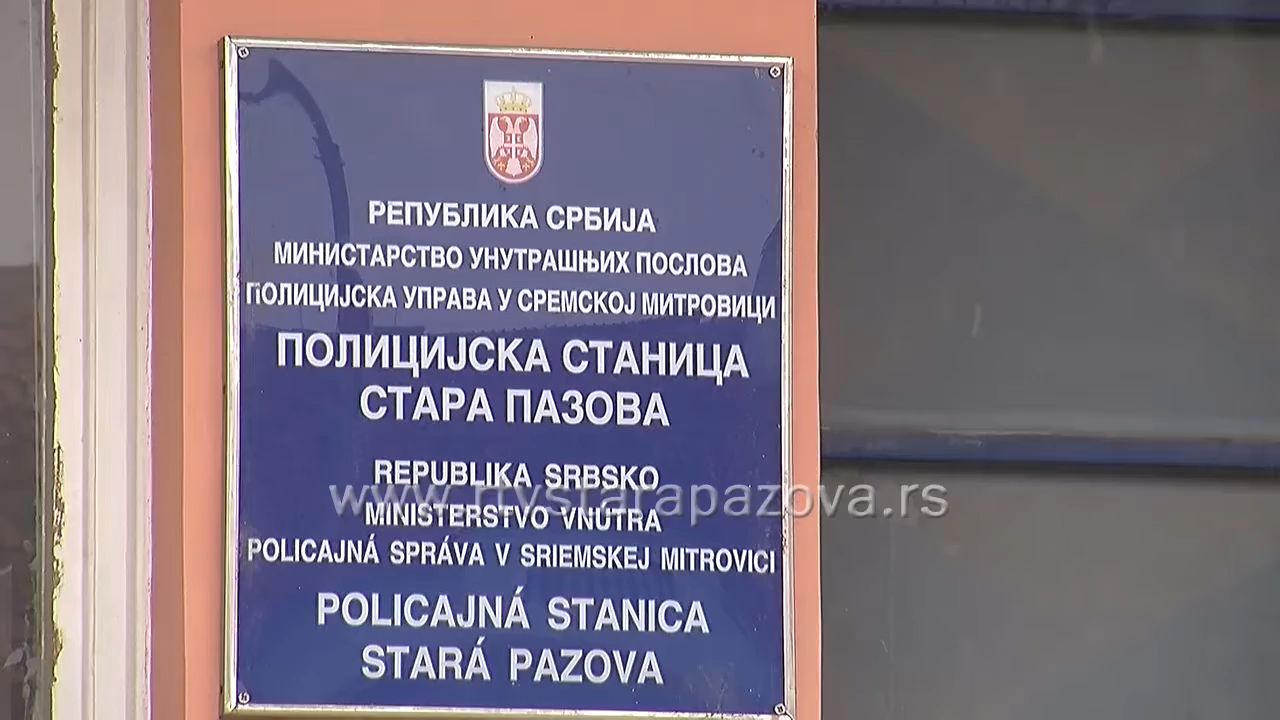 РЕПУБЛИКА СРБИЈА
МИНИСТАРСТВО УНУТРАШЊИХ ПОСЛОВА
ПОЛИЦИЈСКА УПРАВА У СРЕМСКОЈ МИТРОВИЦИ
ПОЛИЦИЈСКА СТАНИЦА
СТАРА ПАЗОВА
REPUBLIKA SRBSKO
www.rtvstarapazova.rs
MINISTERSTVO VNÚTRA
POLICAJNÁ SPRÁVA V SRIEMSKEJ MITROVICI
POLICAJNÁ STANICA
STARÁ PAZOVA